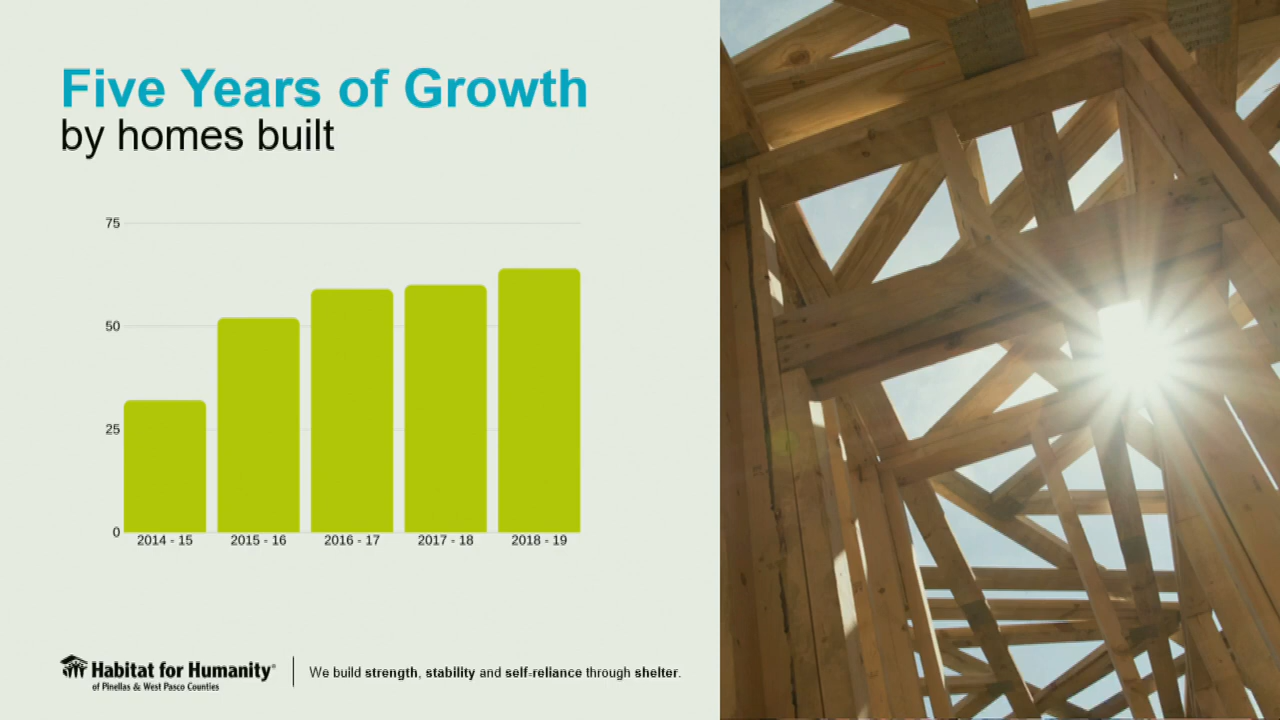 Five Years of Growth
by homes built
75
50
25
0
2014 - 15 2015 - 16 2016 - 17 2017 - 18 2018 - 19
Habitat for Humanity®
of Pinellas & West Pasco Counties
We build strength, stability and self-reliance through shelter.